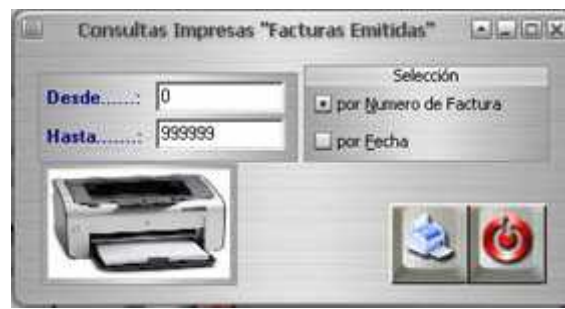 Consultas Impresas "Facturas Emitidas"
Desde......: 0
Hasta........: 999999
Selección
por Numero de Factura
por Fecha